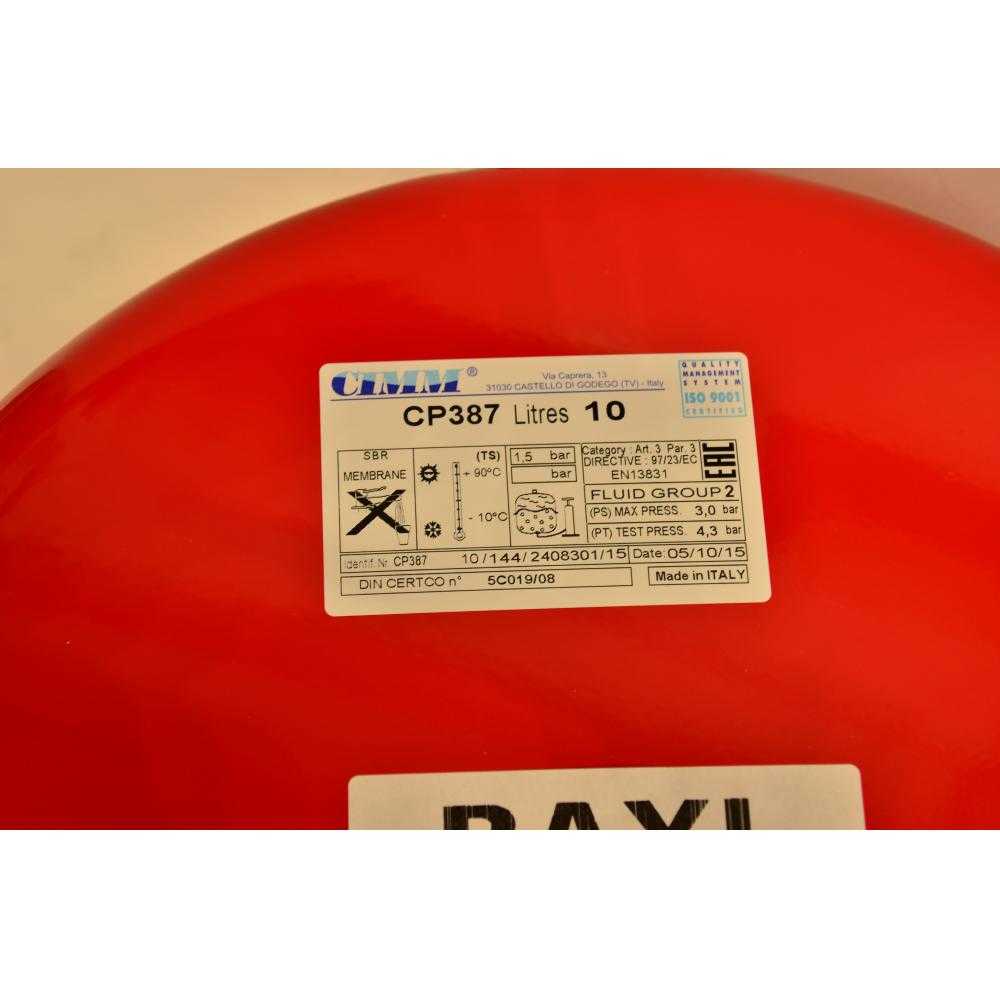 CIMM®
Via Caprera, 13
31030 CASTELLO DI GODEGO (TV) - Italy
QUALITY
MANAGEMENT
SYSTEM
ISO 9001
CERTIFIED
CP387 Litres 10
SBR
MEMBRANE
(TS)
+ 90°C
- 10°C
1,5 bar
bar
Category : Art. 3 Par. 3
DIRECTIVE : 97/23/EC
EN13831
EAC
FLUID GROUP 2
(PS) MAX PRESS. 3,0 bar
(PT) TEST PRESS. 4,3 bar
Identif. Nr. CP387 10/144/2408301/15 Date: 05/10/15
DIN CERTCO n° 5C019/08
Made in ITALY
BAXI